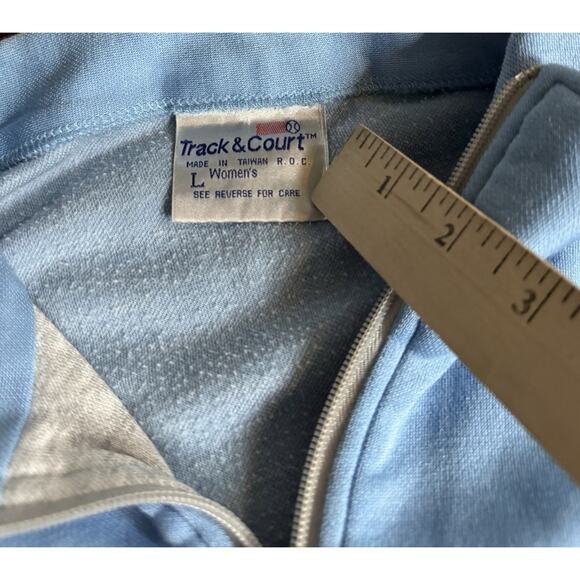 Track & Court™
MADE IN TAIWAN R.O.C.
L Women's
SEE REVERSE FOR CARE
1
2
3